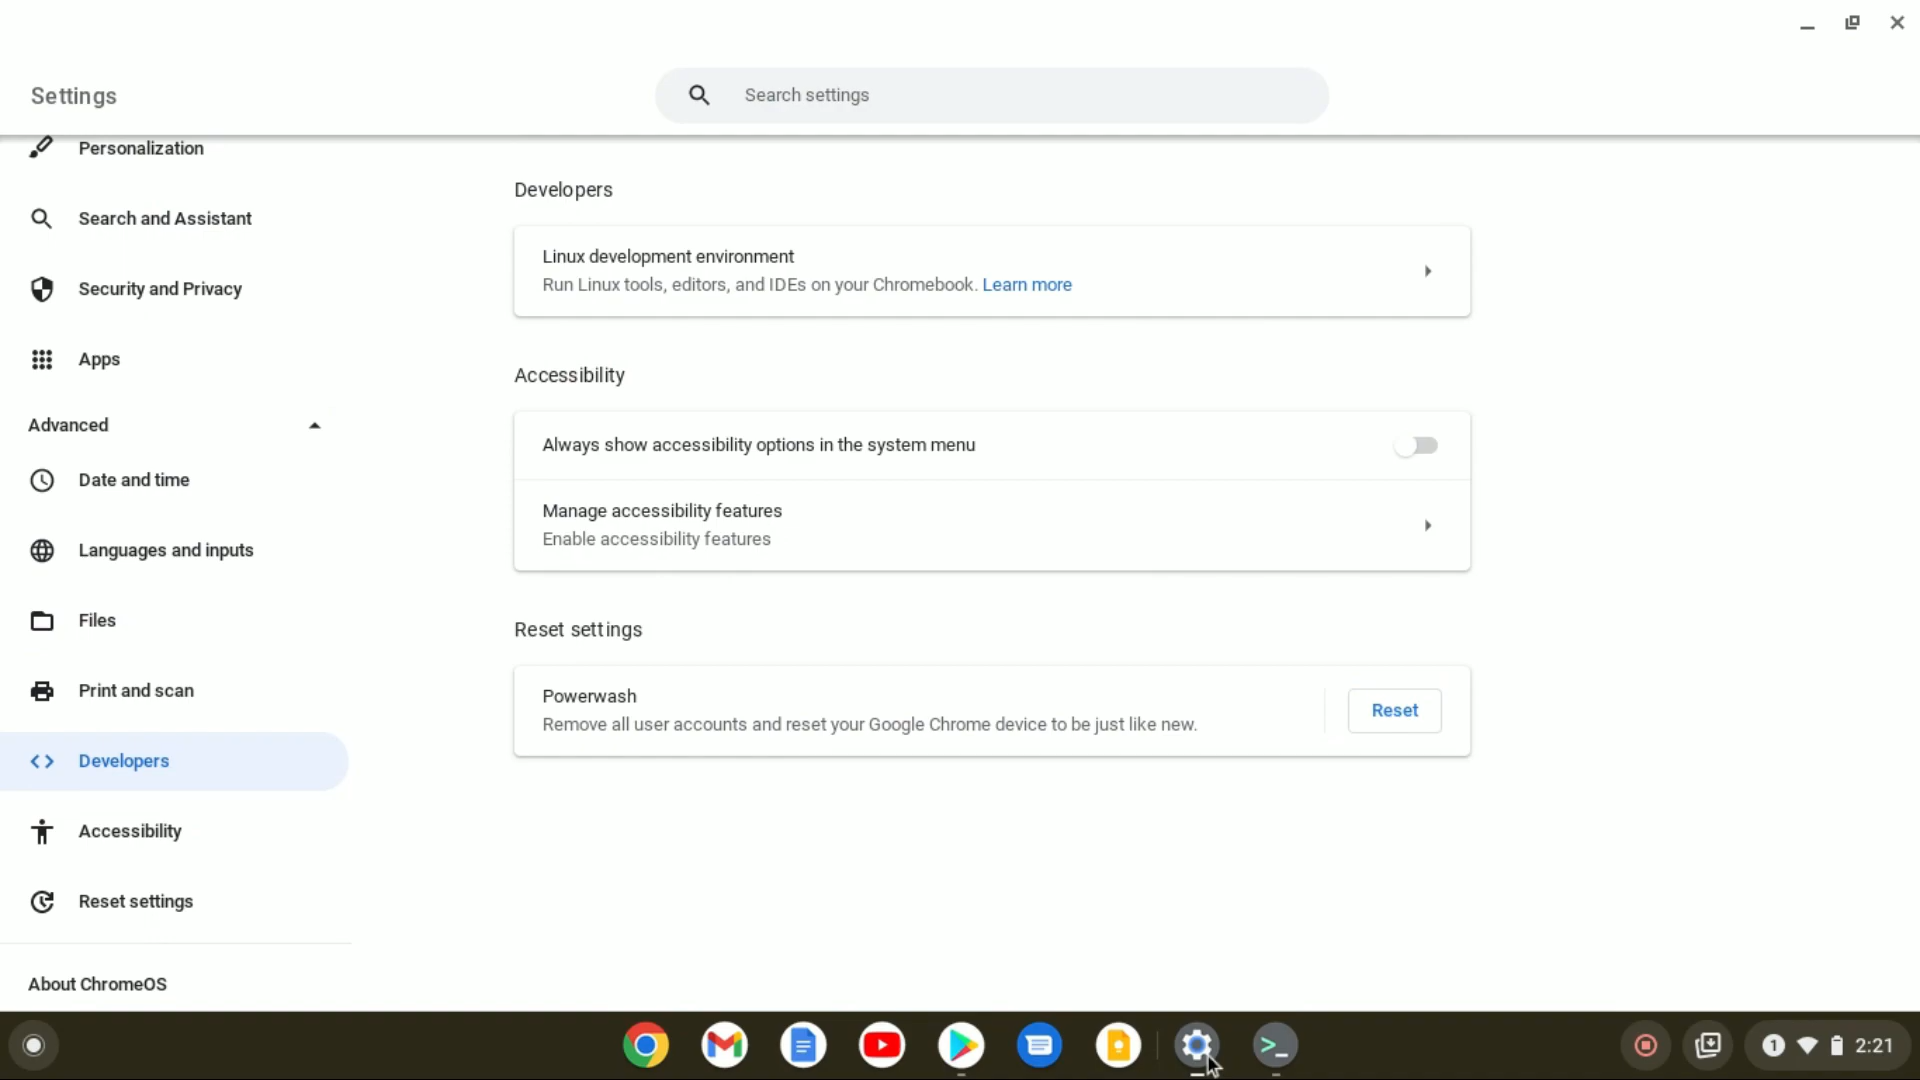 Settings
Search settings
Personalization
Search and Assistant
Security and Privacy
Apps
Advanced
Date and time
Languages and inputs
Files
Print and scan
Developers
Accessibility
Reset settings
About ChromeOS
Developers
Linux development environment
Run Linux tools, editors, and IDEs on your Chromebook. Learn more
Accessibility
Always show accessibility options in the system menu
Manage accessibility features
Enable accessibility features
Reset settings
Powerwash
Remove all user accounts and reset your Google Chrome device to be just like new.
Reset
>_
1 2:21